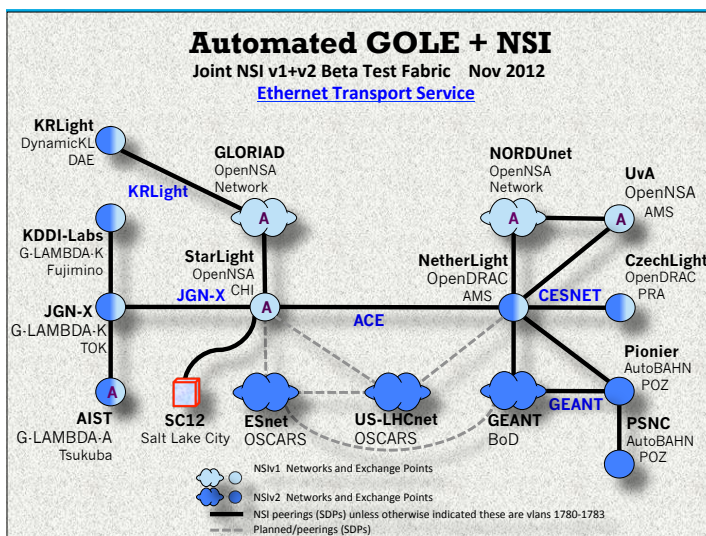 Automated GOLE + NSI
Joint NSI v1+v2 Beta Test Fabric Nov 2012
Ethernet Transport Service
KRLight
DynamicKL
DAE
GLORIAD
OpenNSA
Network
NORDUnet
OpenNSA
Network
UvA
OpenNSA
AMS
KRLight
A
A
A
KDDI-Labs
G-LAMBDA-K
Fujimino
StarLight
OpenNSA
CHI
NetherLight
OpenDRAC
AMS
CzechLight
OpenDRAC
PRA
JGN-X
CESNET
JGN-X
G-LAMBDA-K
TOK
A
ACE
Pionier
AutoBAHN
POZ
A
AIST
G-LAMBDA-A
Tsukuba
SC12
Salt Lake City
ESnet
OSCARS
US-LHCnet
OSCARS
GEANT
BoD
GEANT
PSNC
AutoBAHN
POZ
NSIv1 Networks and Exchange Points
NSIv2 Networks and Exchange Points
NSI peerings (SDPs) unless otherwise indicated these are vlans 1780-1783
Planned/peerings (SDPs)